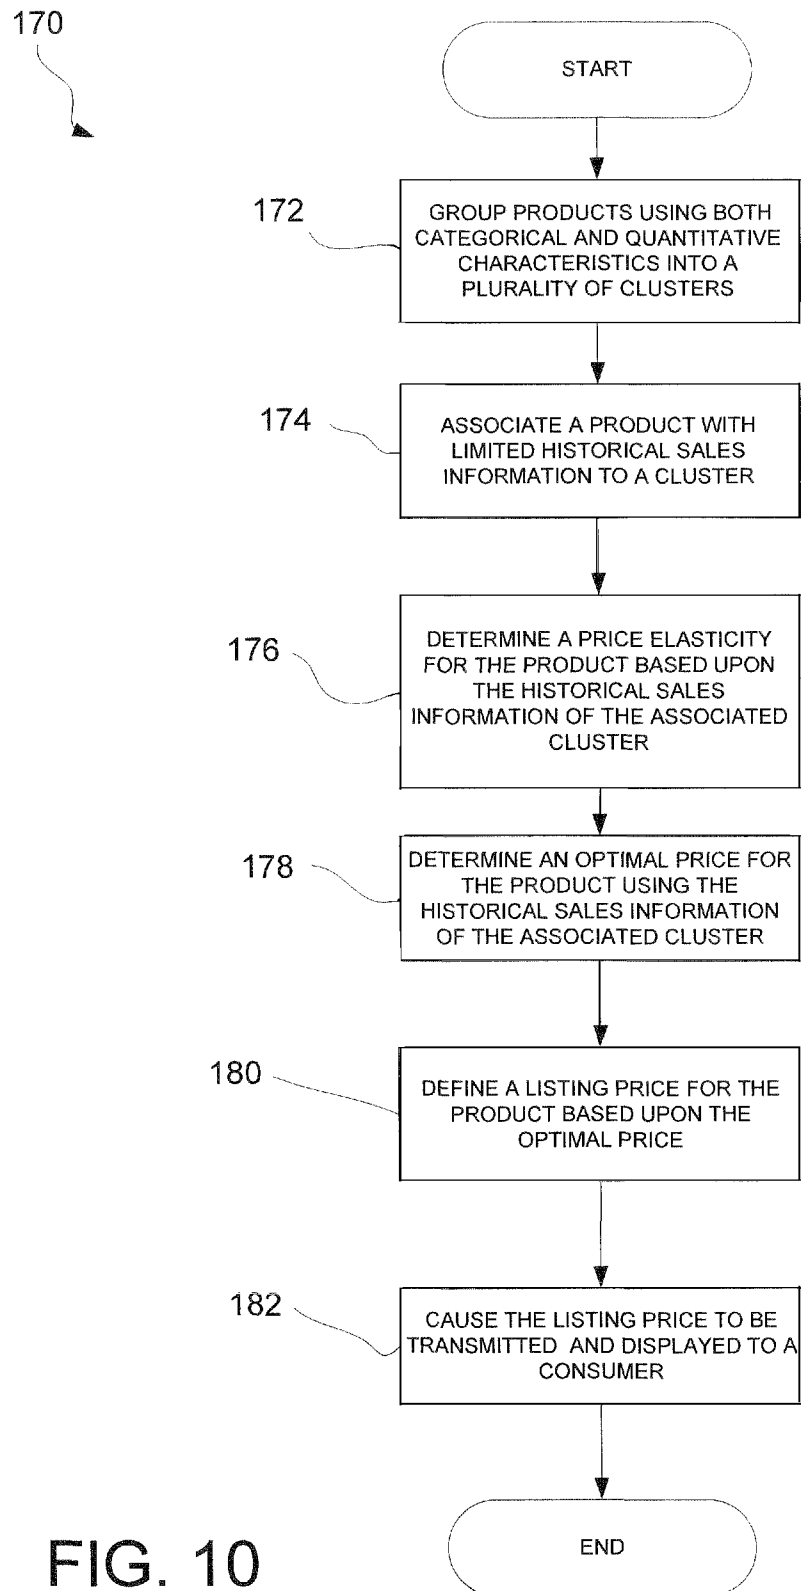 170
START
172
GROUP PRODUCTS USING BOTH
CATEGORICAL AND QUANTITATIVE
CHARACTERISTICS INTO A
PLURALITY OF CLUSTERS
174
ASSOCIATE A PRODUCT WITH
LIMITED HISTORICAL SALES
INFORMATION TO A CLUSTER
176
DETERMINE A PRICE ELASTICITY
FOR THE PRODUCT BASED UPON
THE HISTORICAL SALES
INFORMATION OF THE ASSOCIATED
CLUSTER
178
DETERMINE AN OPTIMAL PRICE FOR
THE PRODUCT USING THE
HISTORICAL SALES INFORMATION
OF THE ASSOCIATED CLUSTER
180
DEFINE A LISTING PRICE FOR THE
PRODUCT BASED UPON THE
OPTIMAL PRICE
182
CAUSE THE LISTING PRICE TO BE
TRANSMITTED AND DISPLAYED TO A
CONSUMER
END
FIG. 10